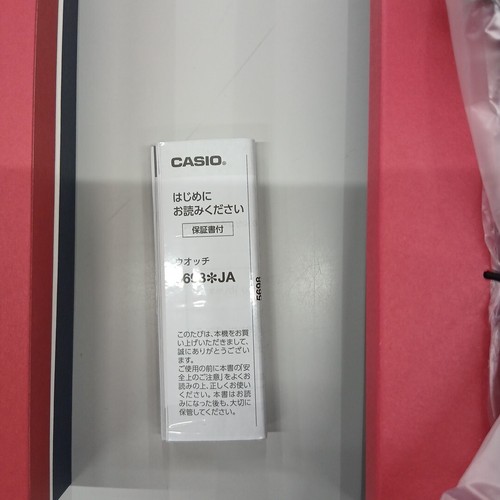 CASIO®
はじめに
お読みください
保証書付
ウオッチ
5698✻JA
5698
このたびは、本機をお買
い上げいただきまして、
誠にありがとうございま
す。
ご使用の前に本書の「安
全上のご注意」をよくお
読みの上、正しくお使い
ください。本書はお読
みになった後も、大切に
保管してください。